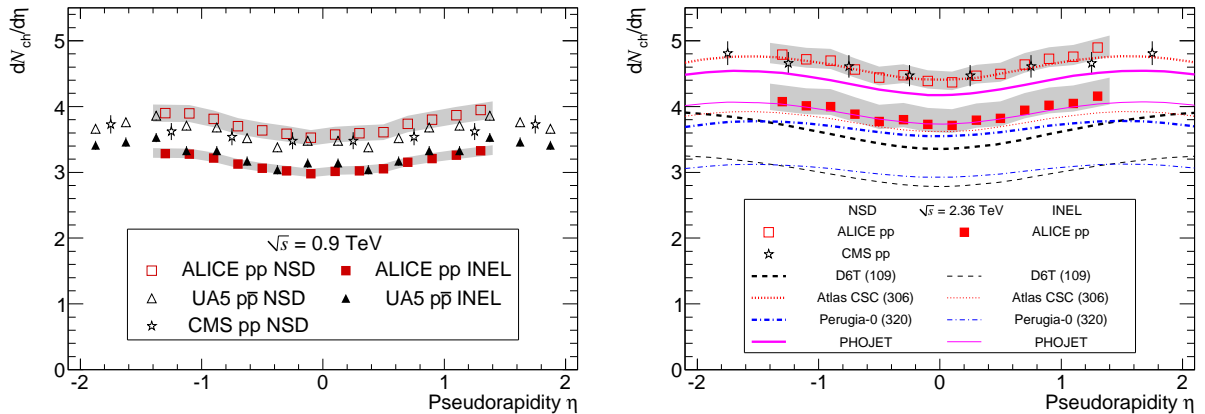 dN_ch/dη
6
5
4
3
2
1
0
√s = 0.9 TeV
ALICE pp NSD ALICE pp INEL
UA5 pp̅ NSD UA5 pp̅ INEL
CMS pp NSD
-2 -1 0 1 2
Pseudorapidity η
dN_ch/dη
5
4
3
2
1
0
NSD √s = 2.36 TeV INEL
ALICE pp ALICE pp
CMS pp
D6T (109) D6T (109)
Atlas CSC (306) Atlas CSC (306)
Perugia-0 (320) Perugia-0 (320)
PHOJET PHOJET
-2 -1 0 1 2
Pseudorapidity η